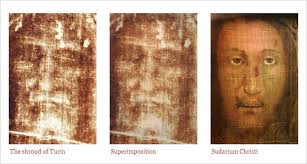 The shroud of Turin
Superimposition
Sudarium Christi